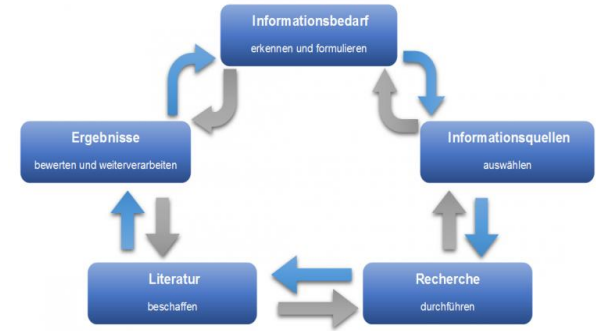 Informationsbedarf
erkennen und formulieren
Informationsquellen
auswählen
Recherche
durchführen
Literatur
beschaffen
Ergebnisse
bewerten und weiterverarbeiten